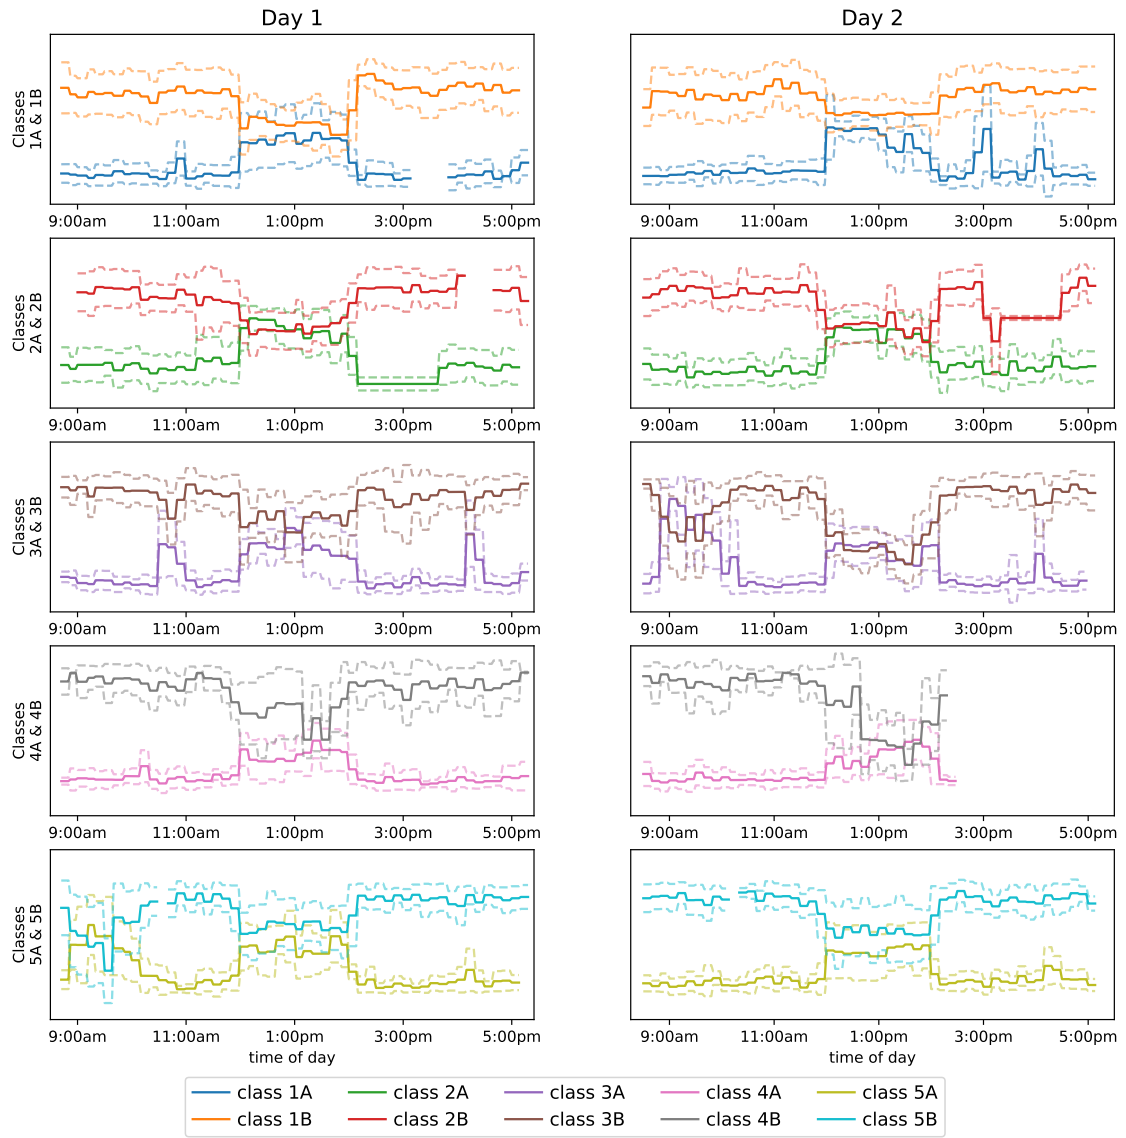 Day 1
Day 2
Classes
1A & 1B
9:00am 11:00am 1:00pm 3:00pm 5:00pm
9:00am 11:00am 1:00pm 3:00pm 5:00pm
Classes
2A & 2B
9:00am 11:00am 1:00pm 3:00pm 5:00pm
9:00am 11:00am 1:00pm 3:00pm 5:00pm
Classes
3A & 3B
9:00am 11:00am 1:00pm 3:00pm 5:00pm
9:00am 11:00am 1:00pm 3:00pm 5:00pm
Classes
4A & 4B
9:00am 11:00am 1:00pm 3:00pm 5:00pm
9:00am 11:00am 1:00pm 3:00pm 5:00pm
Classes
5A & 5B
9:00am 11:00am 1:00pm 3:00pm 5:00pm
9:00am 11:00am 1:00pm 3:00pm 5:00pm
time of day
time of day
class 1A class 2A class 3A class 4A class 5A
class 1B class 2B class 3B class 4B class 5B